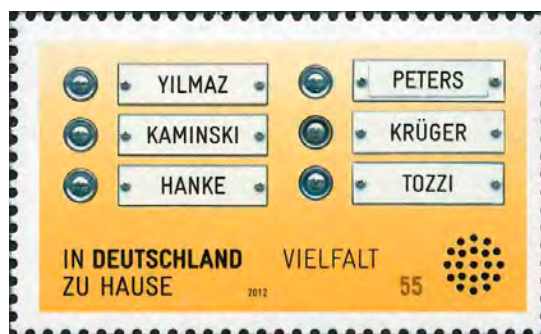 YILMAZ
PETERS
KAMINSKI
KRÜGER
HANKE
TOZZI
IN DEUTSCHLAND VIELFALT
ZU HAUSE 2012 55